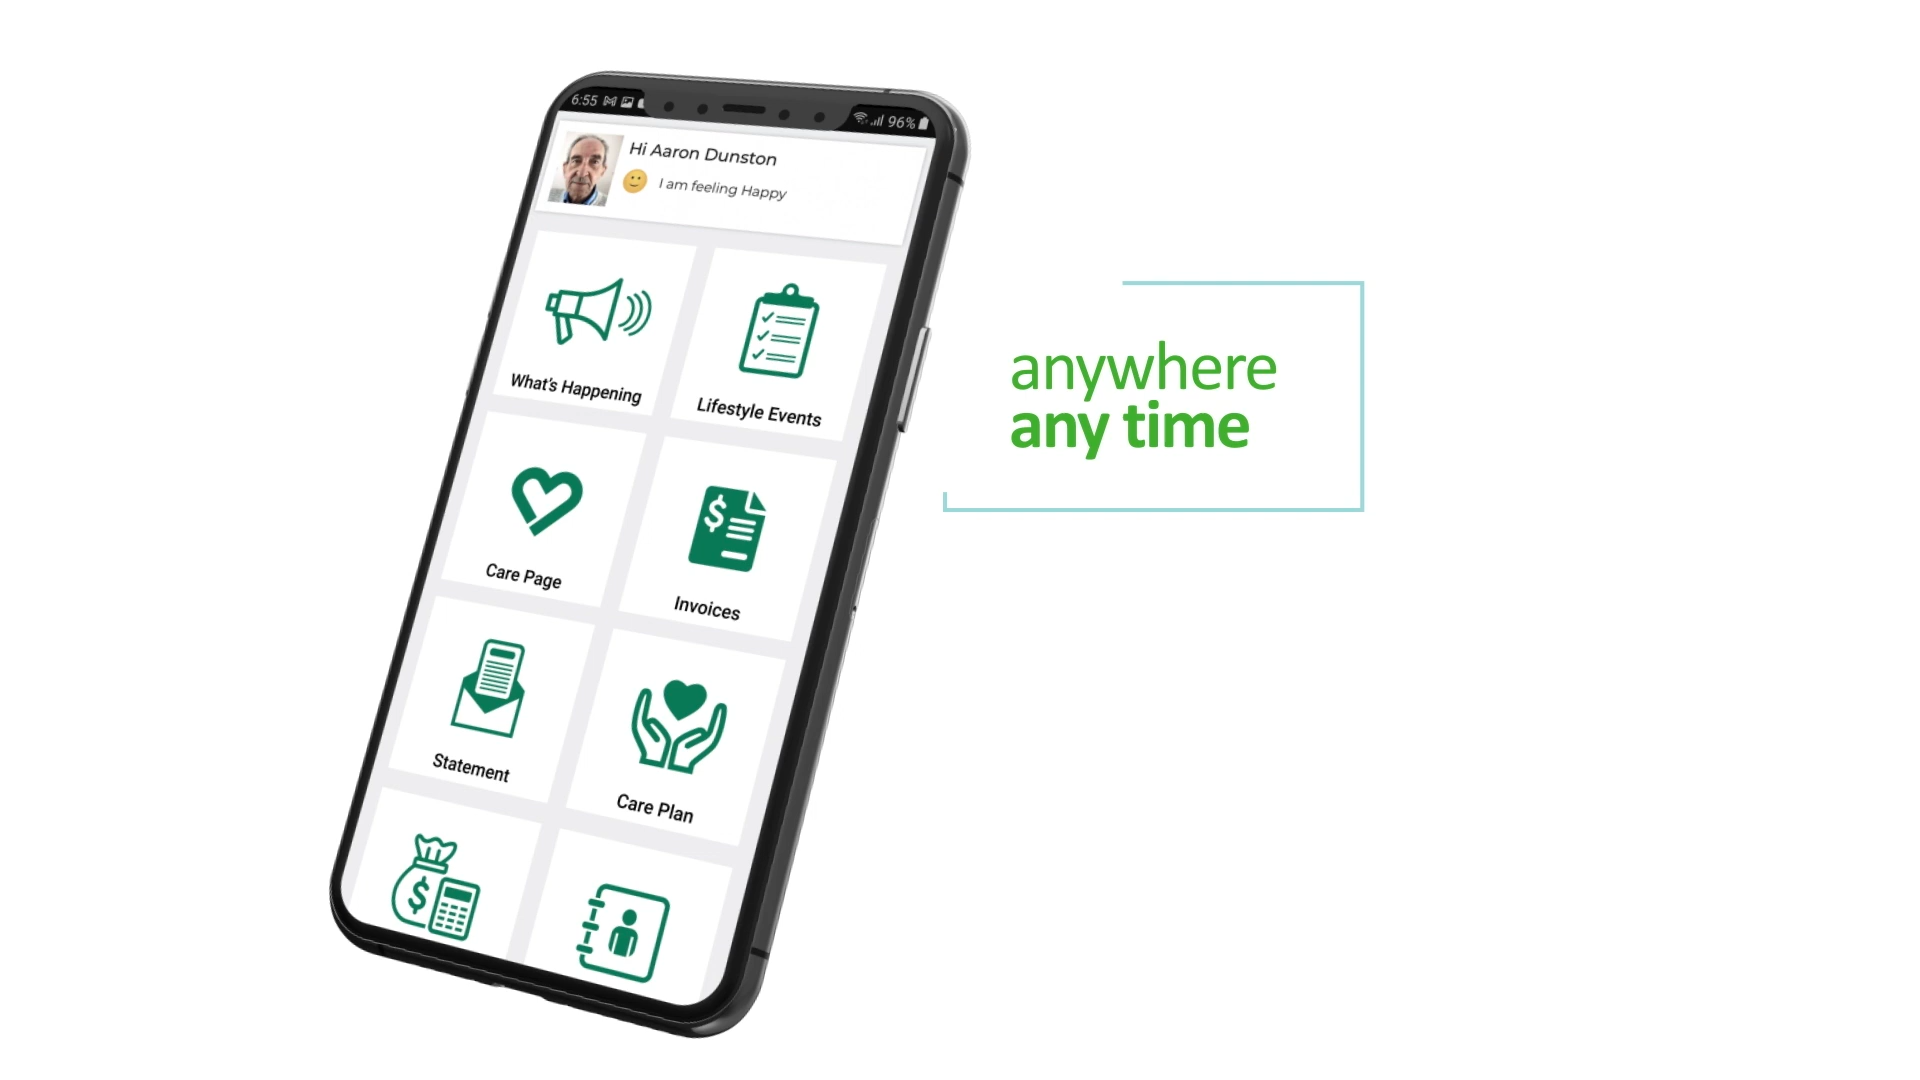 6:55
96%
Hi Aaron Dunston
I am feeling Happy
What's Happening
Lifestyle Events
Care Page
$
Invoices
Statement
Care Plan
$
anywhere
any time